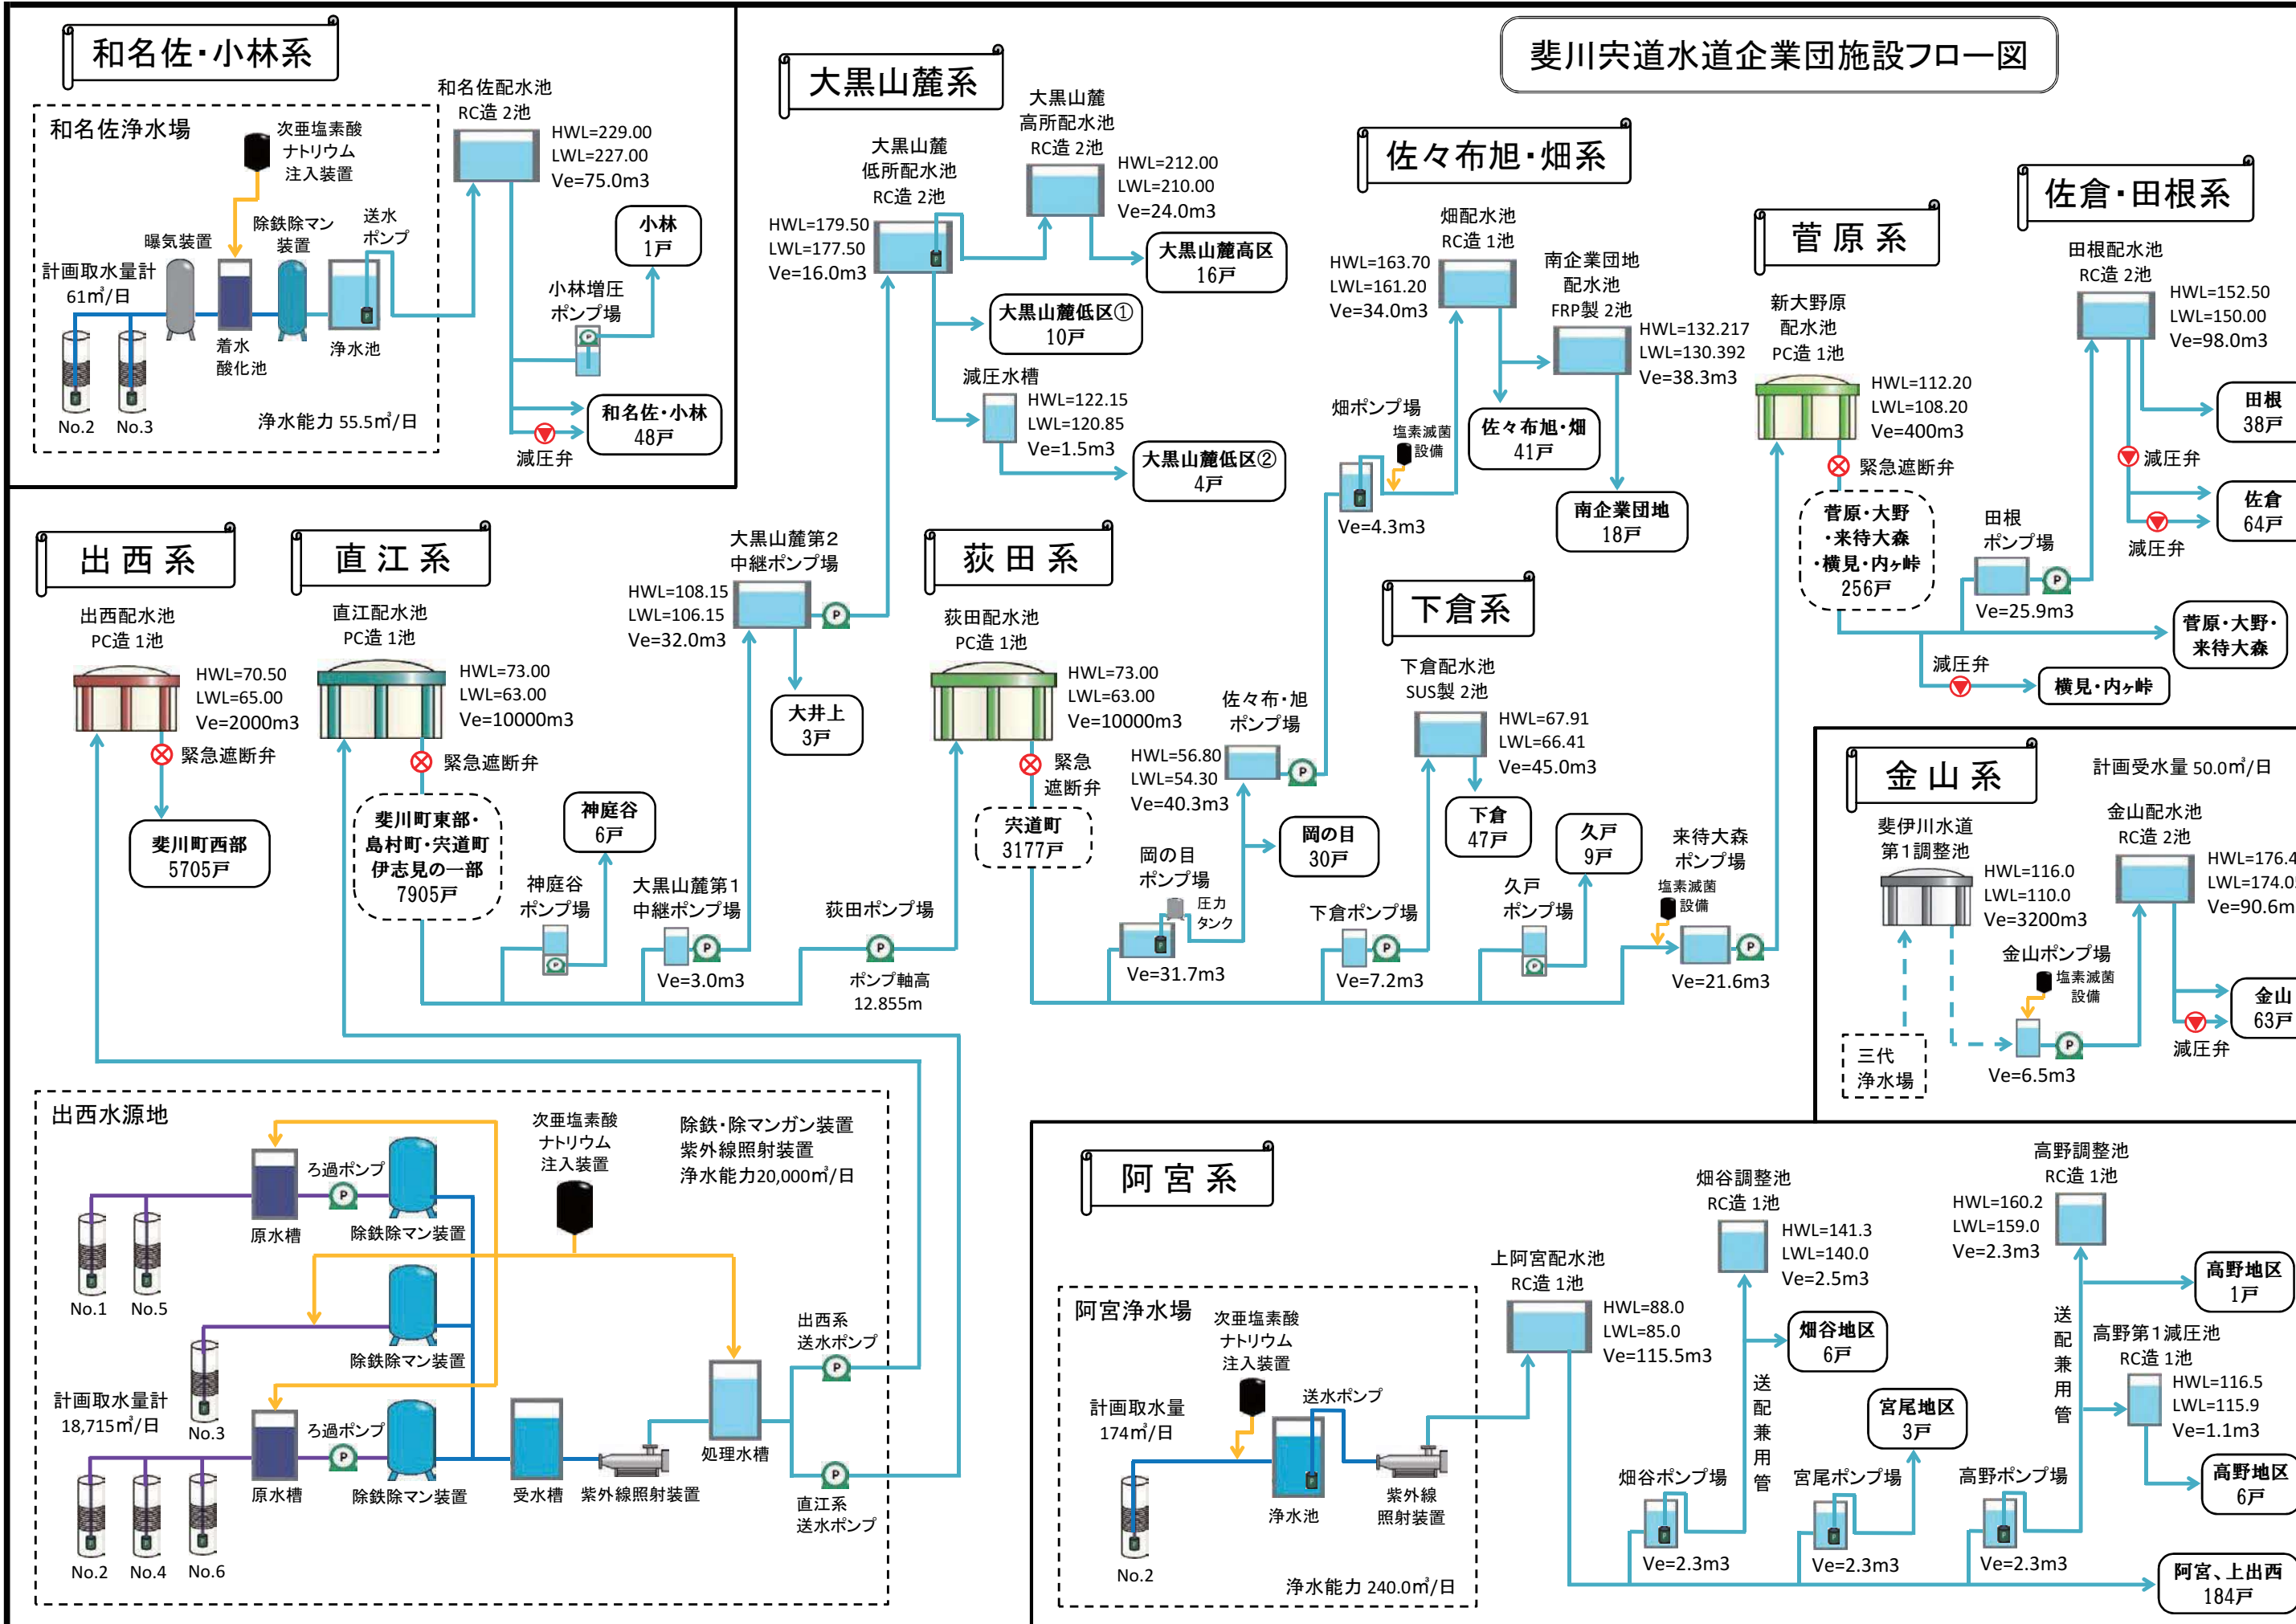 斐川宍道水道企業団施設フロー図
和名佐・小林系
和名佐浄水場
次亜塩素酸
ナトリウム
注入装置
和名佐配水池
RC造 2池
HWL=229.00
LWL=227.00
Ve=75.0m3
曝気装置
除鉄除マン
装置
送水
ポンプ
計画取水量計
61㎥/日
着水
酸化池
浄水池
No.2
No.3
浄水能力 55.5㎥/日
小林
1戸
小林増圧
ポンプ場
和名佐・小林
48戸
減圧弁
大黒山麓系
大黒山麓
低所配水池
RC造 2池
HWL=179.50
LWL=177.50
Ve=16.0m3
大黒山麓
高所配水池
RC造 2池
HWL=212.00
LWL=210.00
Ve=24.0m3
大黒山麓高区
16戸
大黒山麓低区①
10戸
減圧水槽
HWL=122.15
LWL=120.85
Ve=1.5m3
大黒山麓低区②
4戸
大黒山麓第2
中継ポンプ場
HWL=108.15
LWL=106.15
Ve=32.0m3
P
大井上
3戸
佐々布旭・畑系
畑配水池
RC造 1池
HWL=163.70
LWL=161.20
Ve=34.0m3
南企業団地
配水池
FRP製 2池
HWL=132.217
LWL=130.392
Ve=38.3m3
畑ポンプ場
塩素滅菌
設備
Ve=4.3m3
佐々布旭・畑
41戸
南企業団地
18戸
菅原系
新大野原
配水池
PC造 1池
HWL=112.20
LWL=108.20
Ve=400m3
緊急遮断弁
菅原・大野
・来待大森
・横見・内ヶ峠
256戸
佐倉・田根系
田根配水池
RC造 2池
HWL=152.50
LWL=150.00
Ve=98.0m3
田根
38戸
減圧弁
佐倉
64戸
減圧弁
田根
ポンプ場
P
Ve=25.9m3
菅原・大野・
来待大森
減圧弁
横見・内ヶ峠
出西系
出西配水池
PC造 1池
HWL=70.50
LWL=65.00
Ve=2000m3
緊急遮断弁
斐川町西部
5705戸
直江系
直江配水池
PC造 1池
HWL=73.00
LWL=63.00
Ve=10000m3
緊急遮断弁
斐川町東部・
島村町・宍道町
伊志見の一部
7905戸
神庭谷
6戸
神庭谷
ポンプ場
P
大黒山麓第1
中継ポンプ場
P
Ve=3.0m3
荻田ポンプ場
P
ポンプ軸高
12.855m
荻田系
荻田配水池
PC造 1池
HWL=73.00
LWL=63.00
Ve=10000m3
緊急
遮断弁
宍道町
3177戸
佐々布・旭
ポンプ場
HWL=56.80
LWL=54.30
Ve=40.3m3
P
岡の目
30戸
岡の目
ポンプ場
圧力
タンク
Ve=31.7m3
下倉系
下倉配水池
SUS製 2池
HWL=67.91
LWL=66.41
Ve=45.0m3
下倉
47戸
下倉ポンプ場
P
Ve=7.2m3
久戸
9戸
久戸
ポンプ場
P
来待大森
ポンプ場
塩素滅菌
設備
P
Ve=21.6m3
金山系
計画受水量 50.0㎥/日
斐伊川水道
第1調整池
HWL=116.0
LWL=110.0
Ve=3200m3
金山配水池
RC造 2池
HWL=176.4
LWL=174.0
Ve=90.6m
金山ポンプ場
塩素滅菌
設備
P
Ve=6.5m3
三代
浄水場
金山
63戸
減圧弁
出西水源地
次亜塩素酸
ナトリウム
注入装置
除鉄・除マンガン装置
紫外線照射装置
浄水能力20,000㎥/日
ろ過ポンプ
P
原水槽
除鉄除マン装置
No.1
No.5
除鉄除マン装置
No.3
計画取水量計
18,715㎥/日
ろ過ポンプ
P
原水槽
除鉄除マン装置
受水槽
紫外線照射装置
処理水槽
出西系
送水ポンプ
P
P
直江系
送水ポンプ
No.2
No.4
No.6
阿宮系
阿宮浄水場
次亜塩素酸
ナトリウム
注入装置
計画取水量
174㎥/日
送水ポンプ
浄水池
紫外線
照射装置
No.2
浄水能力 240.0㎥/日
上阿宮配水池
RC造 1池
HWL=88.0
LWL=85.0
Ve=115.5m3
畑谷調整池
RC造 1池
HWL=141.3
LWL=140.0
Ve=2.5m3
畑谷地区
6戸
送配兼用管
畑谷ポンプ場
Ve=2.3m3
宮尾地区
3戸
宮尾ポンプ場
Ve=2.3m3
高野調整池
RC造 1池
HWL=160.2
LWL=159.0
Ve=2.3m3
高野地区
1戸
送配兼用管
高野第1減圧池
RC造 1池
HWL=116.5
LWL=115.9
Ve=1.1m3
高野地区
6戸
高野ポンプ場
Ve=2.3m3
阿宮、上出西
184戸